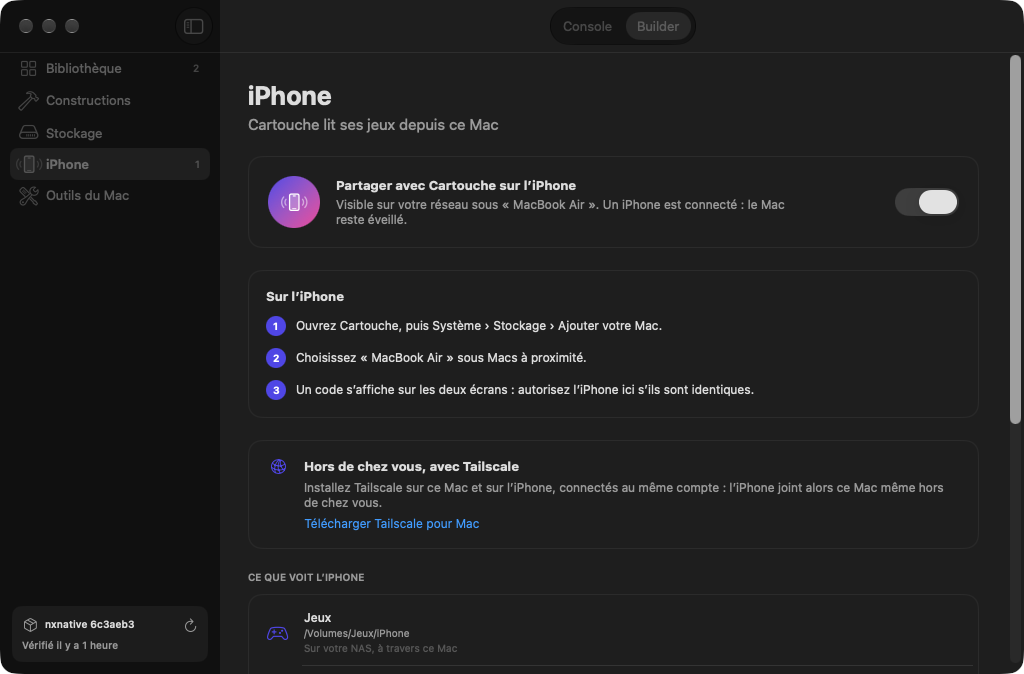 Console
Builder
Bibliothèque
2
Constructions
Stockage
iPhone
1
Outils du Mac
iPhone
Cartouche lit ses jeux depuis ce Mac
Partager avec Cartouche sur l’iPhone
Visible sur votre réseau sous « MacBook Air ». Un iPhone est connecté : le Mac
reste éveillé.
Sur l’iPhone
1 Ouvrez Cartouche, puis Système › Stockage › Ajouter votre Mac.
2 Choisissez « MacBook Air » sous Macs à proximité.
3 Un code s’affiche sur les deux écrans : autorisez l’iPhone ici s’ils sont identiques.
Hors de chez vous, avec Tailscale
Installez Tailscale sur ce Mac et sur l’iPhone, connectés au même compte : l’iPhone joint alors ce Mac même hors
de chez vous.
Télécharger Tailscale pour Mac
CE QUE VOIT L’IPHONE
Jeux
/Volumes/Jeux/iPhone
Sur votre NAS, à travers ce Mac
nxnative 6c3aeb3
Vérifié il y a 1 heure